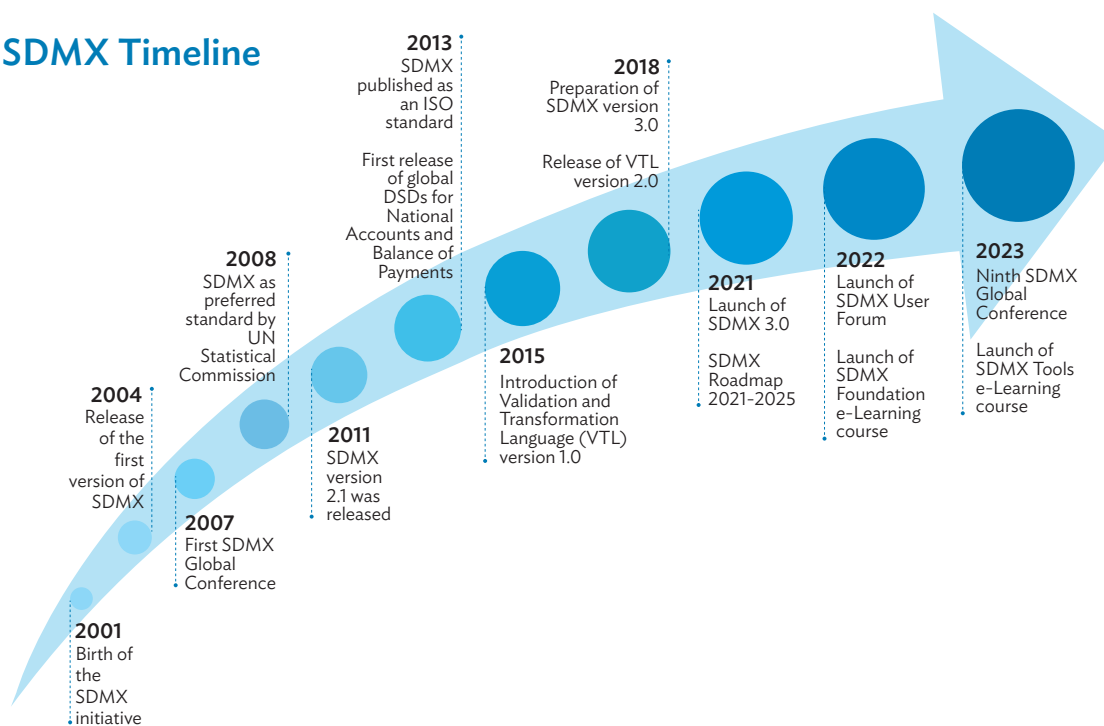 SDMX Timeline
2001
Birth of
the
SDMX
initiative
2004
Release
of the
first
version of
SDMX
2007
First SDMX
Global
Conference
2008
SDMX as
preferred
standard by
UN
Statistical
Commission
2011
SDMX
version
2.1 was
released
2013
SDMX
published as
an ISO
standard
First release
of global
DSDs for
National
Accounts and
Balance of
Payments
2015
Introduction of
Validation and
Transformation
Language (VTL)
version 1.0
2018
Preparation of
SDMX version
3.0
Release of VTL
version 2.0
2021
Launch of
SDMX 3.0
SDMX
Roadmap
2021-2025
2022
Launch of
SDMX User
Forum
Launch of
SDMX
Foundation
e-Learning
course
2023
Ninth SDMX
Global
Conference
Launch of
SDMX Tools
e-Learning
course